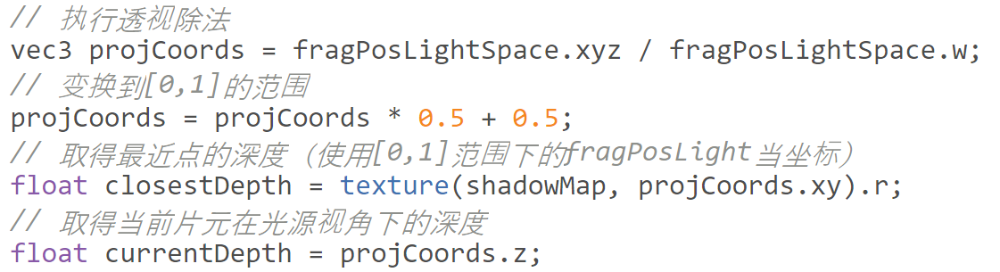 // 执行透视除法
vec3 projCoords = fragPosLightSpace.xyz / fragPosLightSpace.w;
// 变换到[0,1]的范围
projCoords = projCoords * 0.5 + 0.5;
// 取得最近点的深度（使用[0,1]范围下的fragPosLight当坐标）
float closestDepth = texture(shadowMap, projCoords.xy).r;
// 取得当前片元在光源视角下的深度
float currentDepth = projCoords.z;